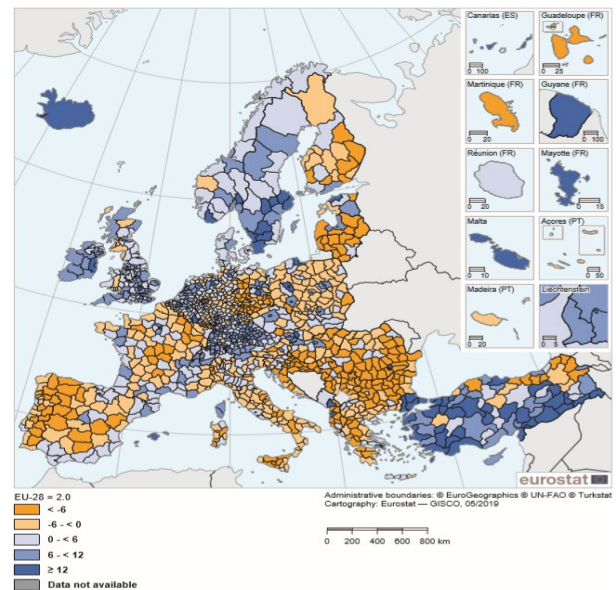 Canarias (ES)
0 100
Guadeloupe (FR)
0 25
Martinique (FR)
0 20
Guyane (FR)
0 100
Réunion (FR)
0 20
Mayotte (FR)
0 15
Malta
0 10
Açores (PT)
0 50
Madeira (PT)
0 20
Liechtenstein
0 5
eurostat
EU-28 = 2.0
< -6
-6 - < 0
0 - < 6
6 - < 12
≥ 12
Data not available
Administrative boundaries: © EuroGeographics © UN-FAO © Turkstat
Cartography: Eurostat — GISCO, 05/2019
0 200 400 600 800 km